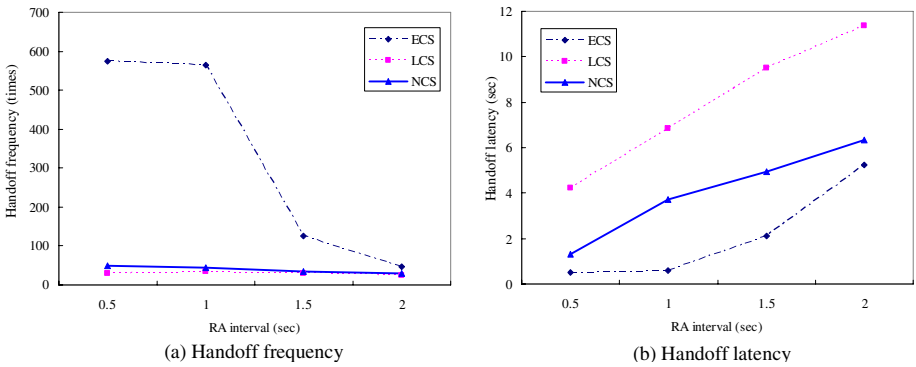 700
600
500
400
300
200
100
0
Handoff frequency (times)
ECS
LCS
NCS
0.5 1 1.5 2
RA interval (sec)
(a) Handoff frequency
12
10
8
6
4
2
0
Handoff latency (sec)
ECS
LCS
NCS
0.5 1 1.5 2
RA interval (sec)
(b) Handoff latency